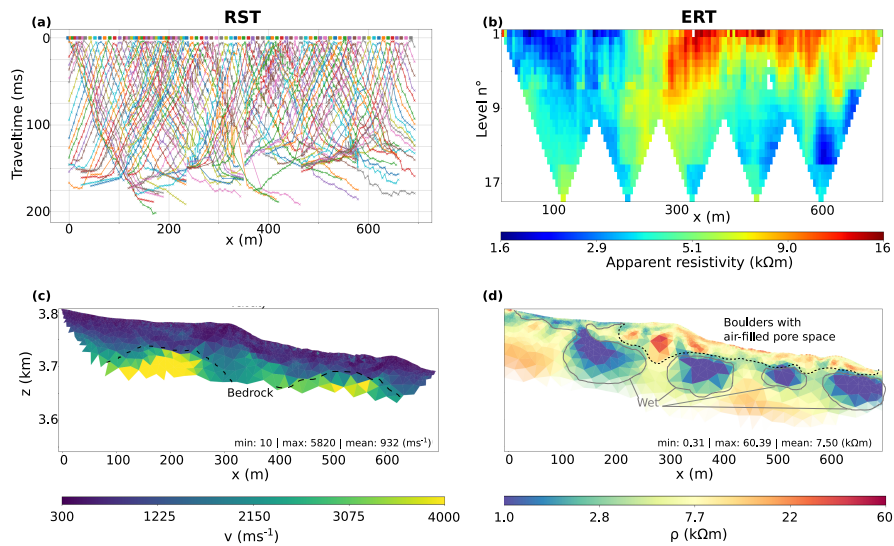 RST
ERT
(a)
(b)
0
50
100
150
200
Traveltime (ms)
0
200
400
600
x (m)
1
9
17
Level n°
100
300
600
x (m)
1.6
2.9
5.1
9.0
16
Apparent resistivity (kΩm)
(c)
(d)
3.8
3.7
3.6
z (km)
Bedrock
min: 10 | max: 5820 | mean: 932 (ms⁻¹)
0
100
200
300
400
500
600
x (m)
300
1225
2150
3075
4000
v (ms⁻¹)
Boulders with
air-filled pore space
Wet
min: 0.31 | max: 60.39 | mean: 7.50 (kΩm)
0
100
200
300
400
500
600
x (m)
1.0
2.8
7.7
22
60
ρ (kΩm)